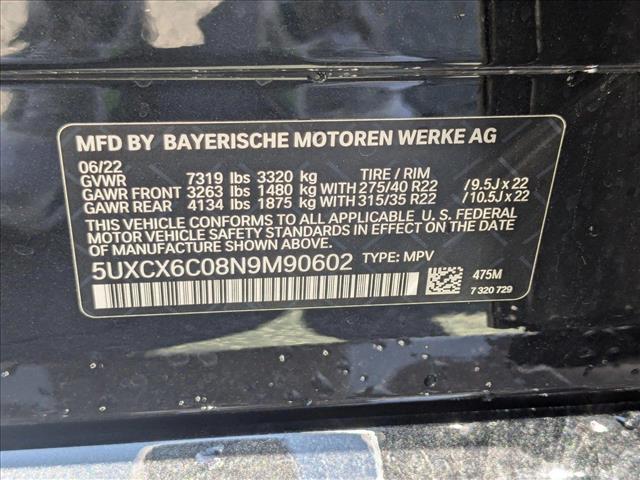 MFD BY BAYERISCHE MOTOREN WERKE AG
06/22
GVWR 7319 lbs 3320 kg TIRE / RIM
GAWR FRONT 3263 lbs 1480 kg WITH 275/40 R22 / 9.5J x 22
GAWR REAR 4134 lbs 1875 kg WITH 315/35 R22 / 10.5J x 22
THIS VEHICLE CONFORMS TO ALL APPLICABLE U. S. FEDERAL
MOTOR VEHICLE SAFETY STANDARDS IN EFFECT ON THE DATE
OF MANUFACTURE SHOWN ABOVE.
5UXCX6C08N9M90602 TYPE: MPV
475M
7 320 729